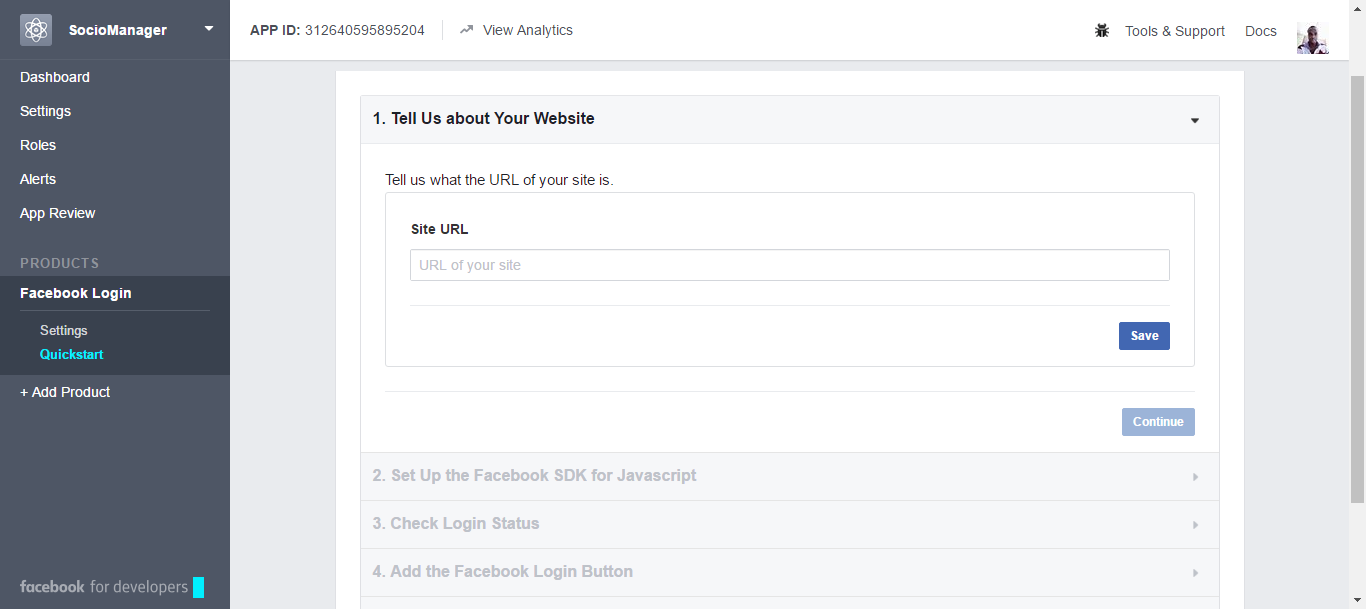 SocioManager
APP ID: 312640595895204
View Analytics
Tools & Support
Docs
Dashboard
Settings
Roles
Alerts
App Review
PRODUCTS
Facebook Login
Settings
Quickstart
+ Add Product
facebook for developers
1. Tell Us about Your Website
Tell us what the URL of your site is.
Site URL
URL of your site
Save
Continue
2. Set Up the Facebook SDK for Javascript
3. Check Login Status
4. Add the Facebook Login Button